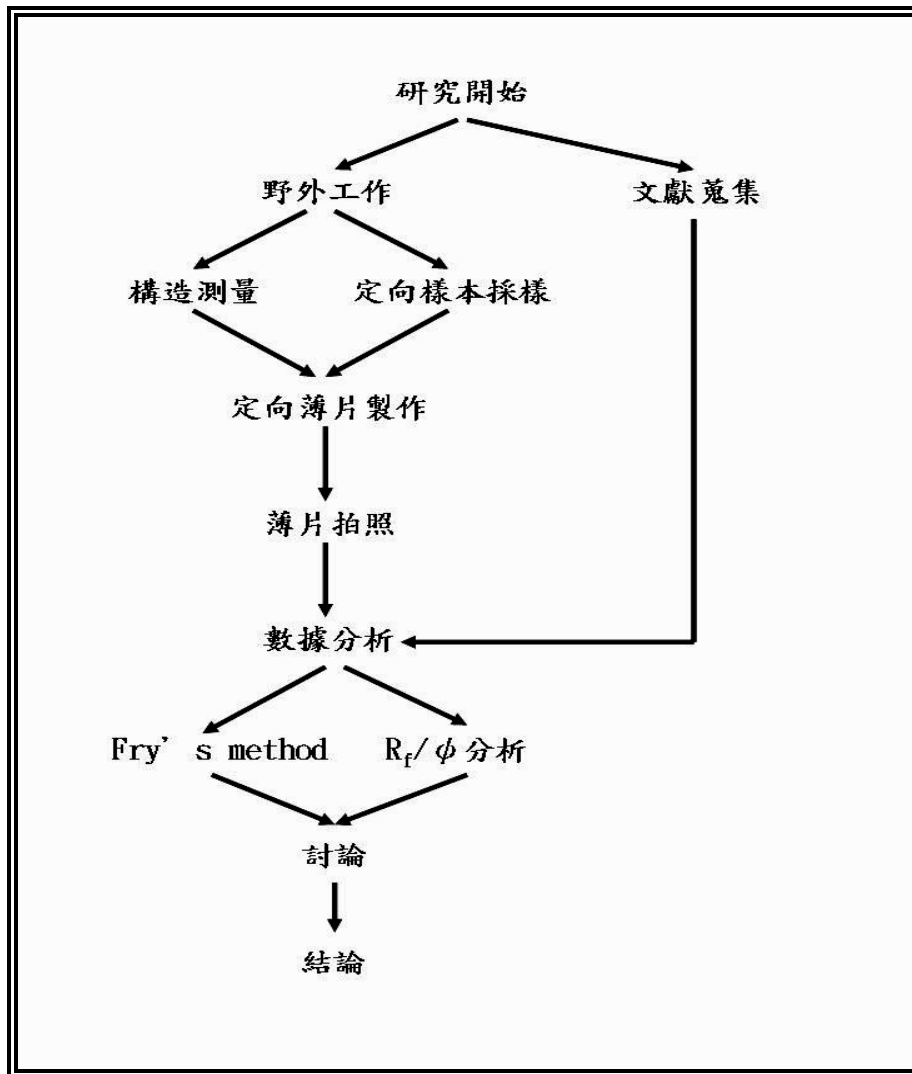 研究開始
野外工作 文獻蒐集
構造測量 定向樣本採樣
定向薄片製作
薄片拍照
數據分析
Fry's method Rf/φ分析
討論
結論